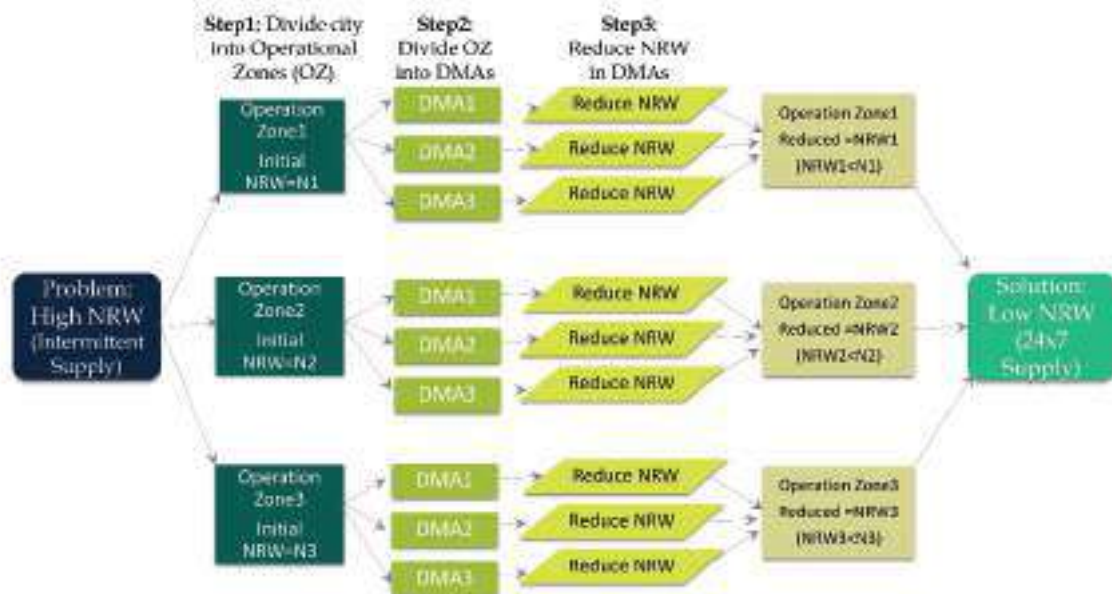 Step1: Divide city
into Operational
Zones (OZ)
Step2:
Divide OZ
into DMAs
Step3:
Reduce NRW
in DMAs
Problem:
High NRW
(Intermittent
Supply)
Operation
Zone1
Initial
NRW=N1
DMA1
DMA2
DMA3
Reduce NRW
Reduce NRW
Reduce NRW
Operation Zone1
Reduced =NRW1
(NRW1<N1)
Operation
Zone2
Initial
NRW=N2
DMA1
DMA2
DMA3
Reduce NRW
Reduce NRW
Reduce NRW
Operation Zone2
Reduced =NRW2
(NRW2<N2)
Operation
Zone3
Initial
NRW=N3
DMA1
DMA2
DMA3
Reduce NRW
Reduce NRW
Reduce NRW
Operation Zone3
Reduced =NRW3
(NRW3<N3)
Solution:
Low NRW
(24x7
Supply)